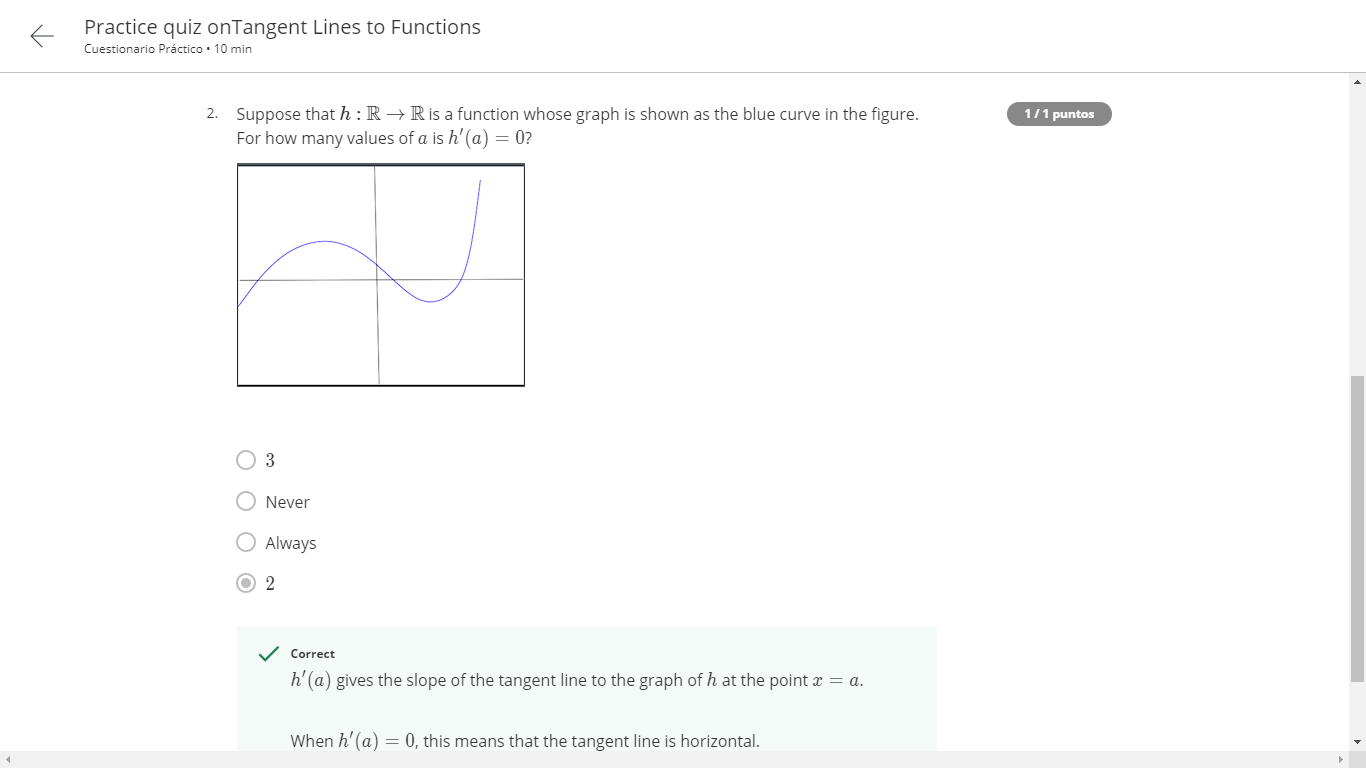 Practice quiz onTangent Lines to Functions
Cuestionario Práctico • 10 min
2. Suppose that h : ℝ → ℝ is a function whose graph is shown as the blue curve in the figure.
1 / 1 puntos
For how many values of a is h′(a) = 0?
3
Never
Always
2
Correct
h′(a) gives the slope of the tangent line to the graph of h at the point x = a.
When h′(a) = 0, this means that the tangent line is horizontal.